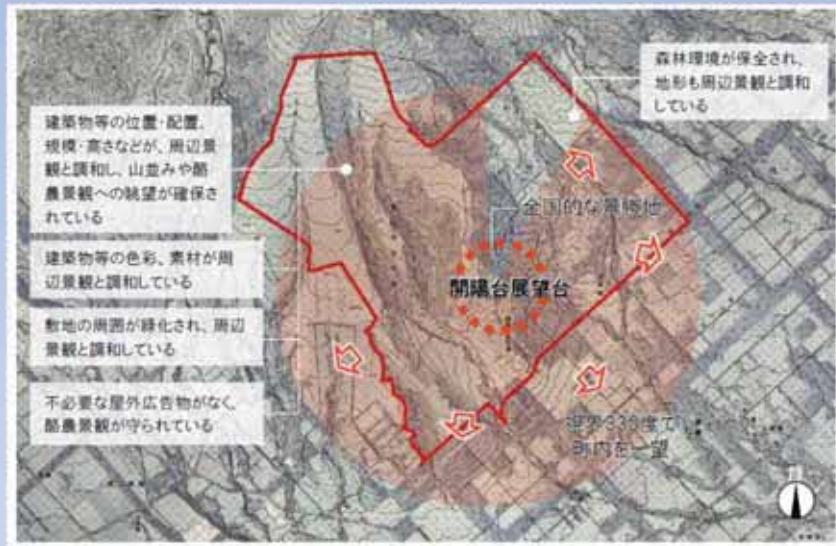 森林環境が保全され、
地形も周辺景観と調和
している
建築物等の位置・配置、
規模・高さなどが、周辺景
観と調和し、山並みや酪
農景観への眺望が確保さ
れている
全国的な景勝地
建築物等の色彩、素材が周
辺景観と調和している
開陽台展望台
敷地の周囲が緑化され、周辺
景観と調和している
不必要な屋外広告物がなく、
酪農景観が守られている
視界330度で
町内を一望